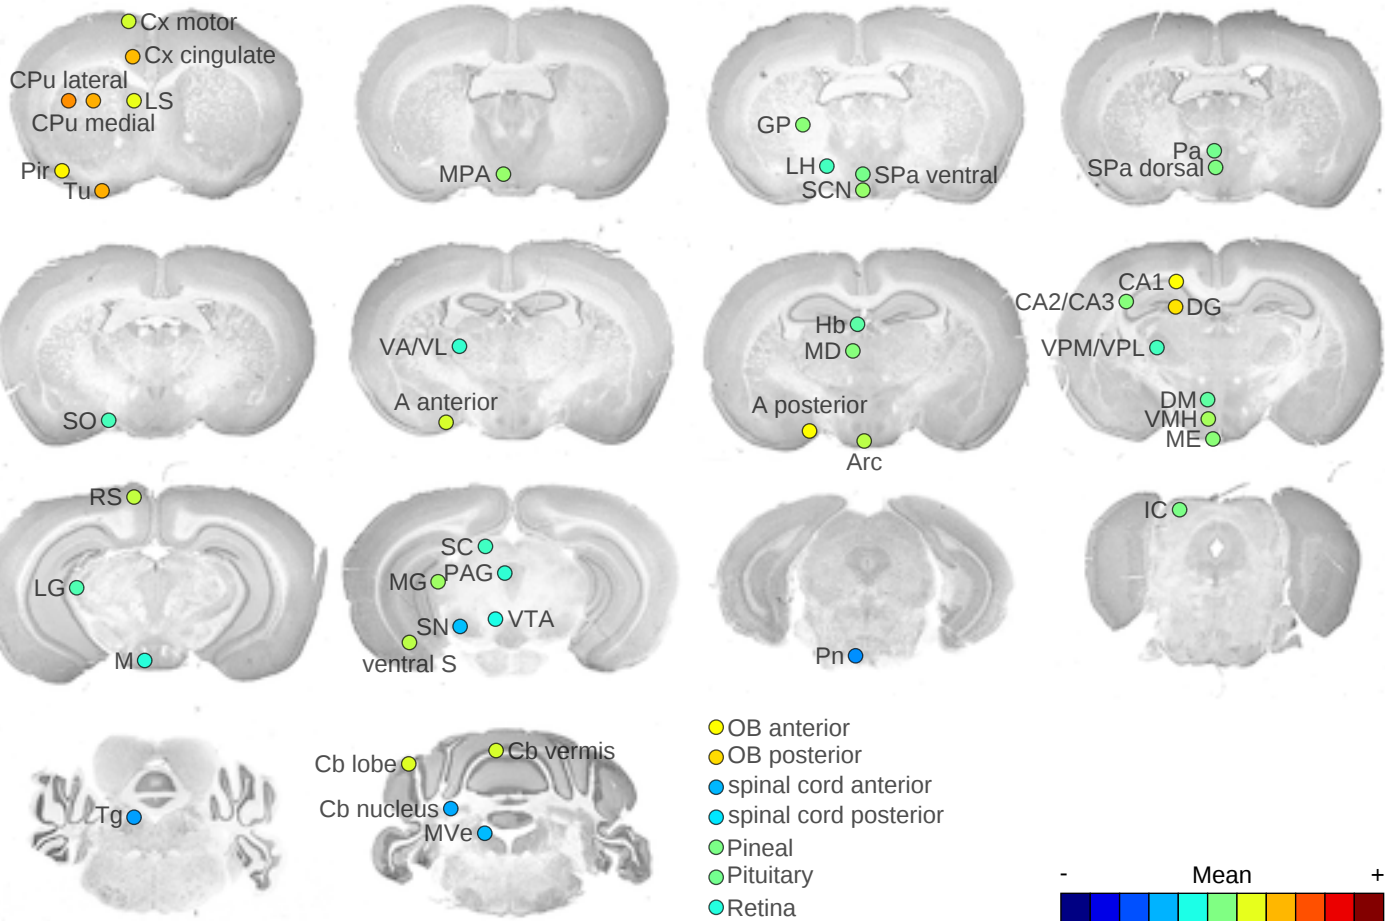 Cx motor
Cx cingulate
CPu lateral
LS
CPu medial
Pir
Tu
MPA
GP
LH
SPa ventral
SCN
Pa
SPa dorsal
SO
VA/VL
A anterior
Hb
MD
A posterior
Arc
CA1
CA2/CA3
DG
VPM/VPL
DM
VMH
ME
RS
LG
M
SC
PAG
MG
SN
VTA
ventral S
Pn
IC
Tg
Cb lobe
Cb vermis
Cb nucleus
MVe
OB anterior
OB posterior
spinal cord anterior
spinal cord posterior
Pineal
Pituitary
Retina
- Mean +